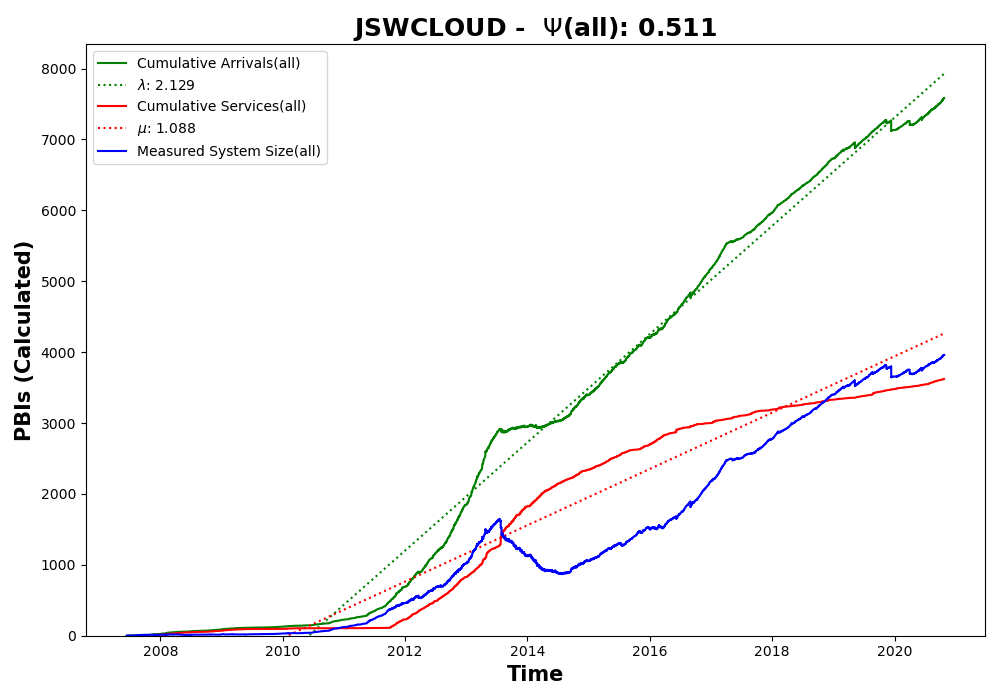 JSWCLOUD - Ψ(all): 0.511
Cumulative Arrivals(all)
λ: 2.129
Cumulative Services(all)
μ: 1.088
Measured System Size(all)
PBIs (Calculated)
8000
7000
6000
5000
4000
3000
2000
1000
0
2008 2010 2012 2014 2016 2018 2020
Time